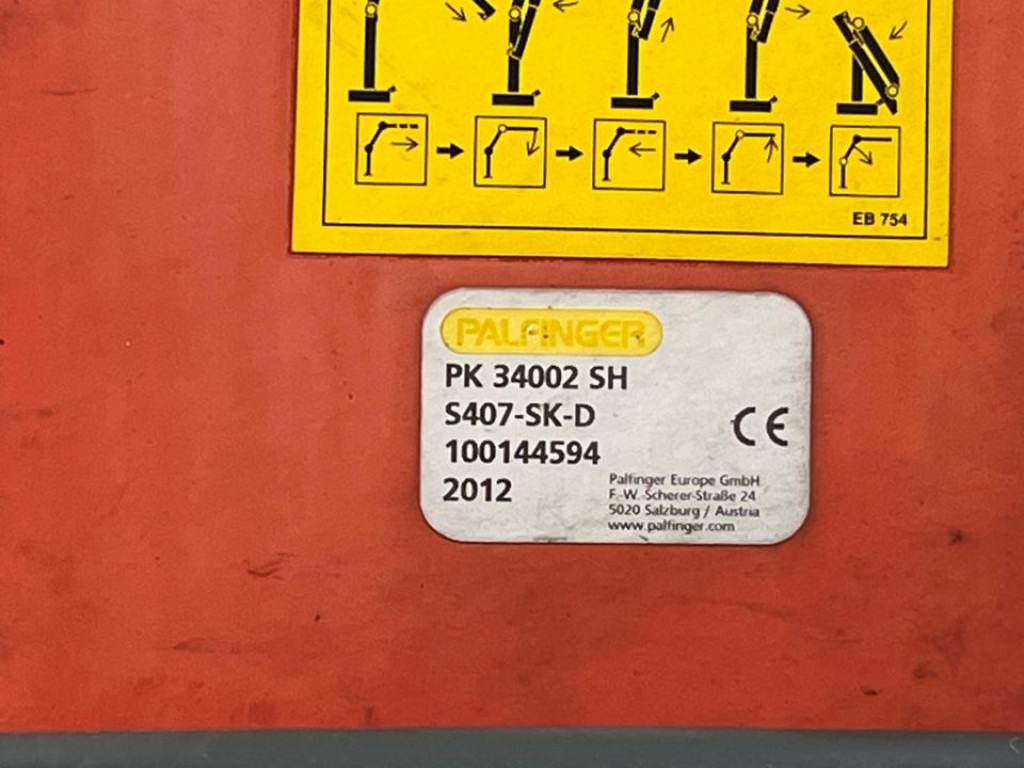 EB 754
PALFINGER
PK 34002 SH
S407-SK-D
100144594
2012
CE
Palfinger Europe GmbH
F.-W.-Scherer-Straße 24
5020 Salzburg / Austria
www.palfinger.com